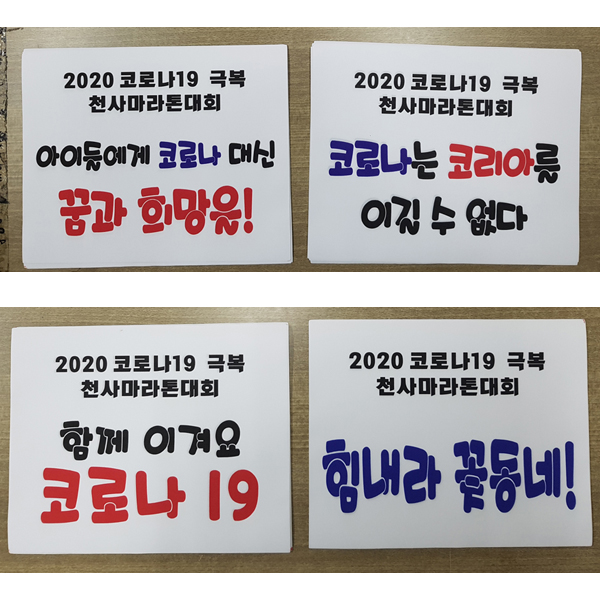 2020 코로나19 극복
천사마라톤대회
아이들에게 코로나 대신
꿈과 희망을!
2020 코로나19 극복
천사마라톤대회
코로나는 코리아를
이길 수 없다
2020 코로나19 극복
천사마라톤대회
함께 이겨요
코로나 19
2020 코로나19 극복
천사마라톤대회
힘내라 꽃동네!